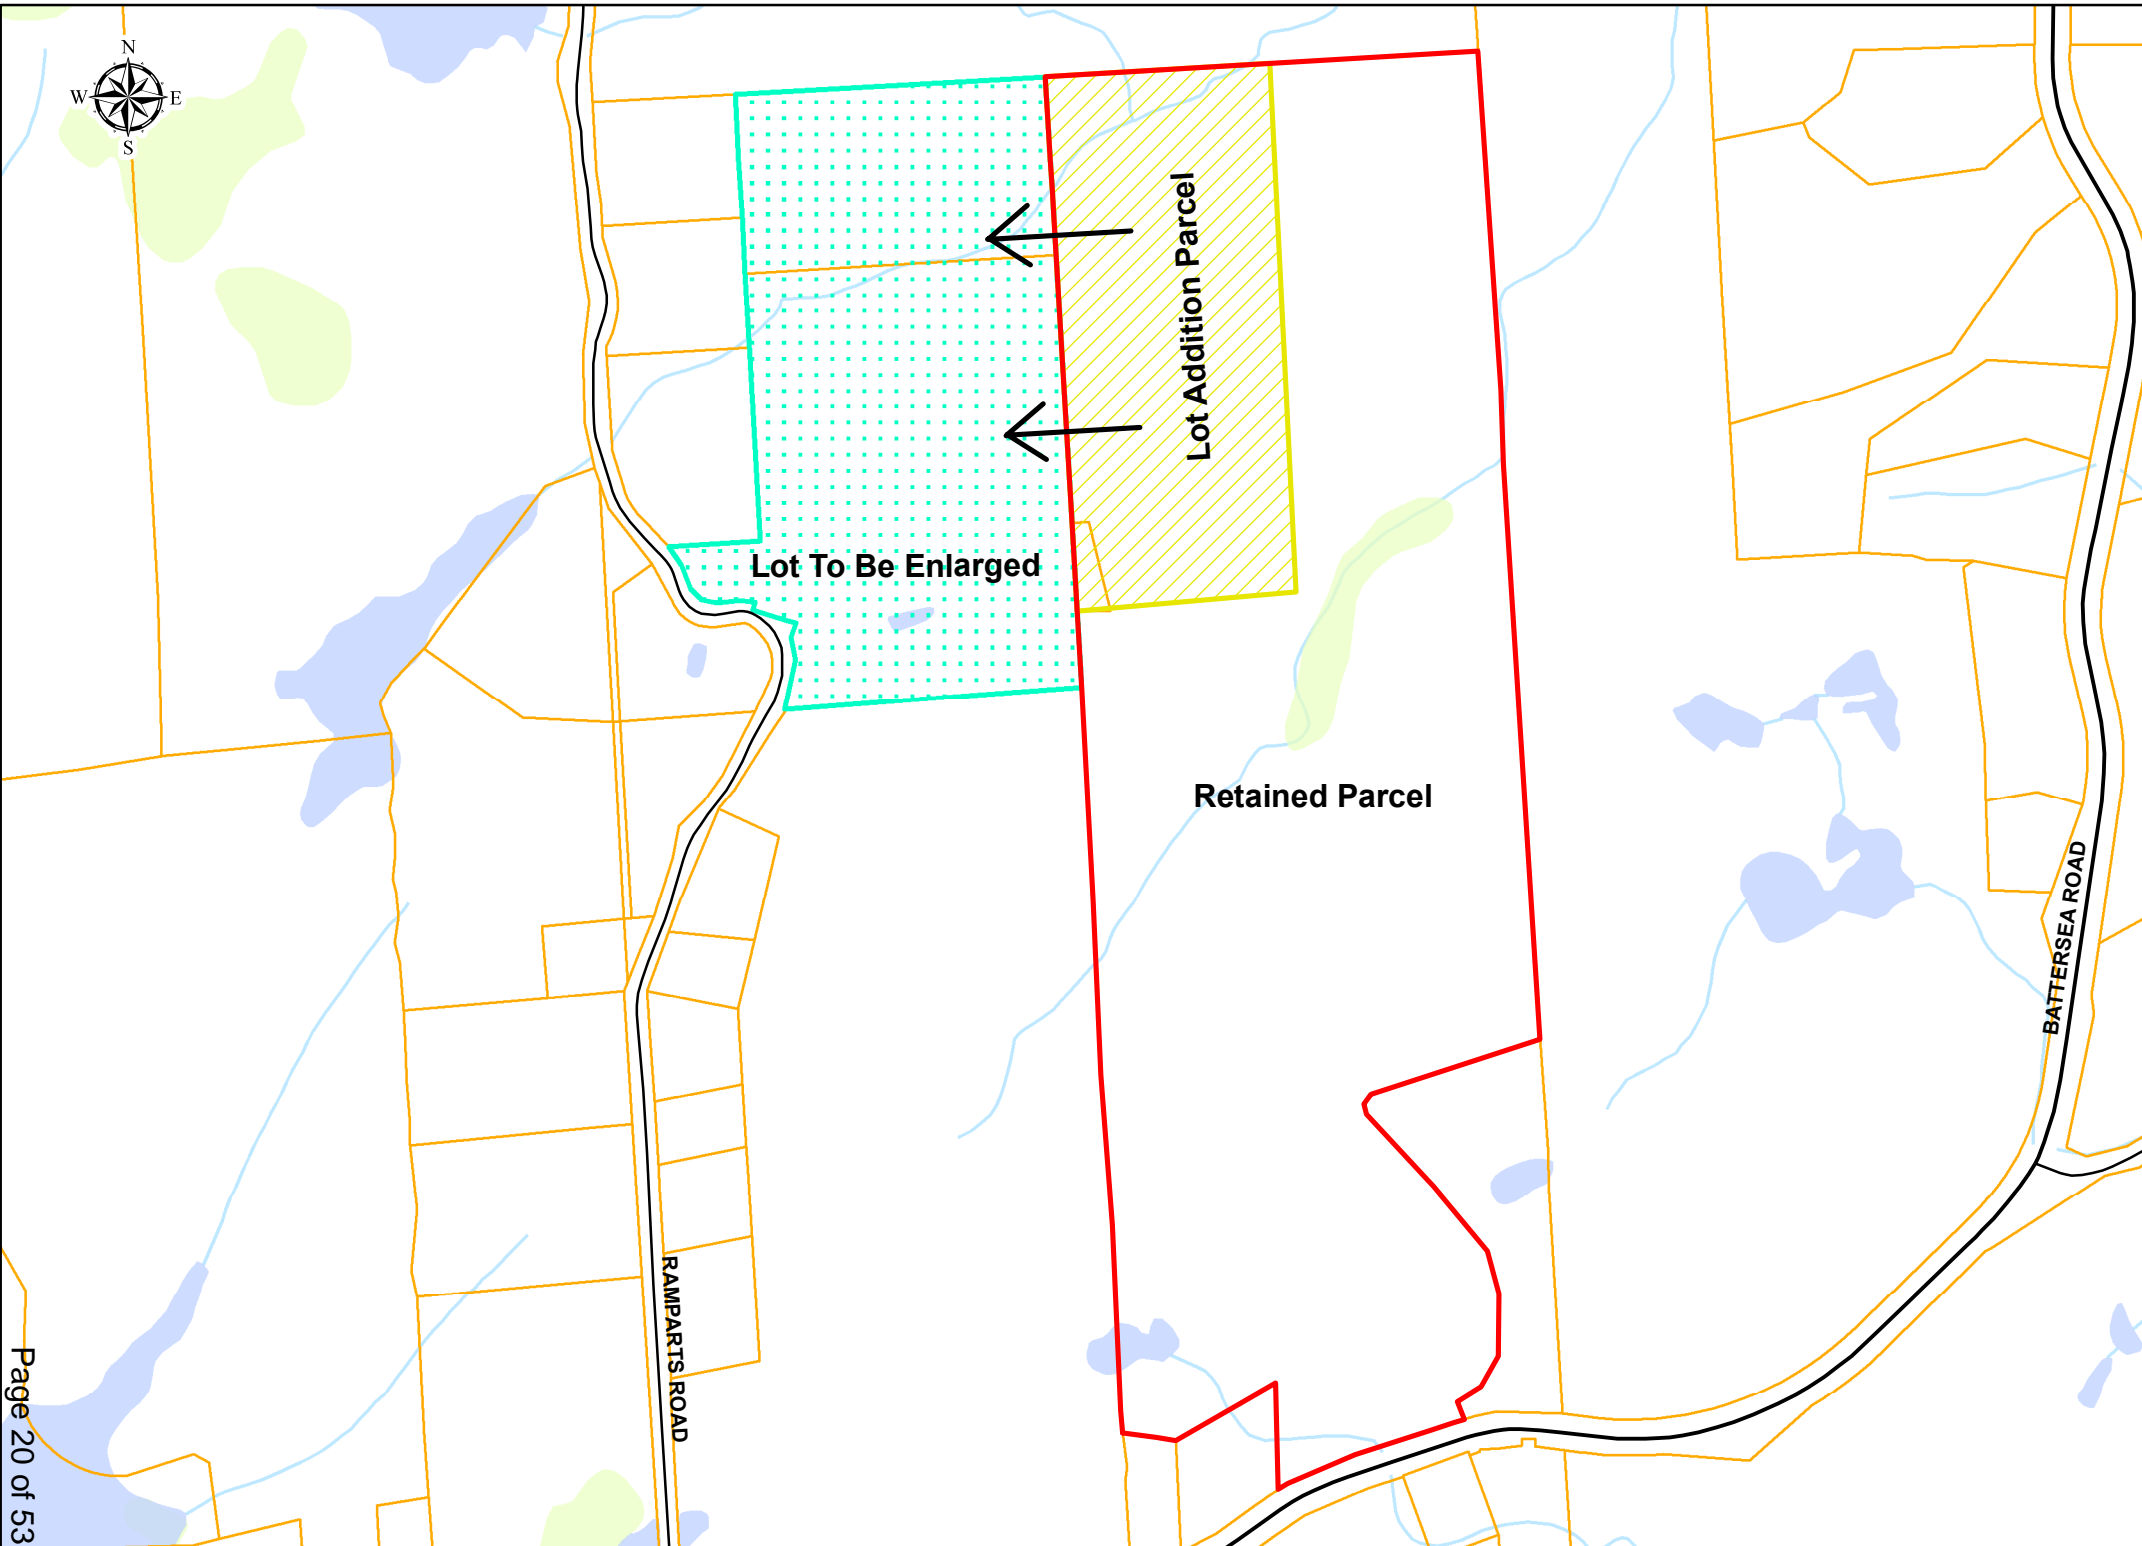 N
W E
S
Lot Addition Parcel
Lot To Be Enlarged
Retained Parcel
BATTERSEA ROAD
RAMPARTS ROAD
Page 20 of 53